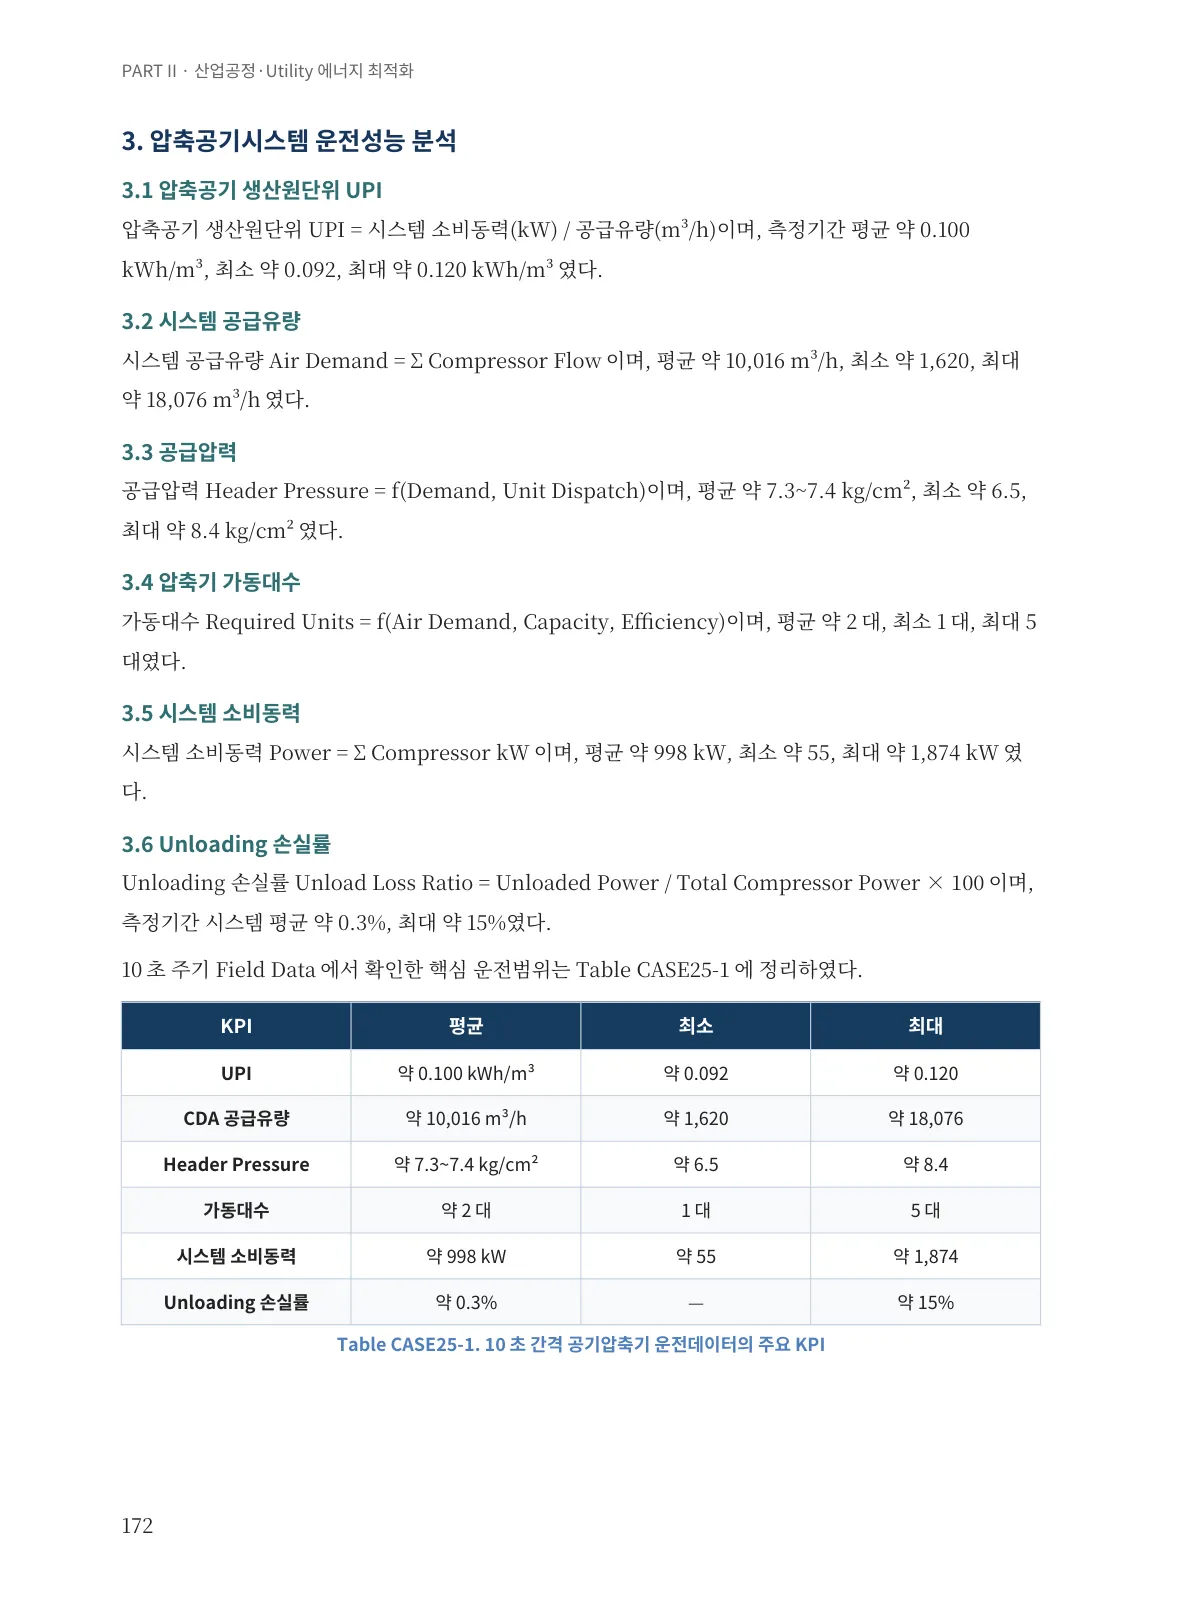 PART II · 산업공정·Utility 에너지 최적화
3. 압축공기시스템 운전성능 분석
3.1 압축공기 생산원단위 UPI
압축공기 생산원단위 UPI = 시스템 소비동력(kW) / 공급유량(m³/h)이며, 측정기간 평균 약 0.100
kWh/m³, 최소 약 0.092, 최대 약 0.120 kWh/m³ 였다.
3.2 시스템 공급유량
시스템 공급유량 Air Demand = Σ Compressor Flow 이며, 평균 약 10,016 m³/h, 최소 약 1,620, 최대
약 18,076 m³/h 였다.
3.3 공급압력
공급압력 Header Pressure = f(Demand, Unit Dispatch)이며, 평균 약 7.3~7.4 kg/cm², 최소 약 6.5,
최대 약 8.4 kg/cm² 였다.
3.4 압축기 가동대수
가동대수 Required Units = f(Air Demand, Capacity, Efficiency)이며, 평균 약 2 대, 최소 1 대, 최대 5
대였다.
3.5 시스템 소비동력
시스템 소비동력 Power = Σ Compressor kW 이며, 평균 약 998 kW, 최소 약 55, 최대 약 1,874 kW 였
다.
3.6 Unloading 손실률
Unloading 손실률 Unload Loss Ratio = Unloaded Power / Total Compressor Power × 100 이며,
측정기간 시스템 평균 약 0.3%, 최대 약 15%였다.
10 초 주기 Field Data 에서 확인한 핵심 운전범위는 Table CASE25-1 에 정리하였다.
KPI 평균 최소 최대
UPI 약 0.100 kWh/m³ 약 0.092 약 0.120
CDA 공급유량 약 10,016 m³/h 약 1,620 약 18,076
Header Pressure 약 7.3~7.4 kg/cm² 약 6.5 약 8.4
가동대수 약 2 대 1 대 5 대
시스템 소비동력 약 998 kW 약 55 약 1,874
Unloading 손실률 약 0.3% — 약 15%
Table CASE25-1. 10 초 간격 공기압축기 운전데이터의 주요 KPI
172